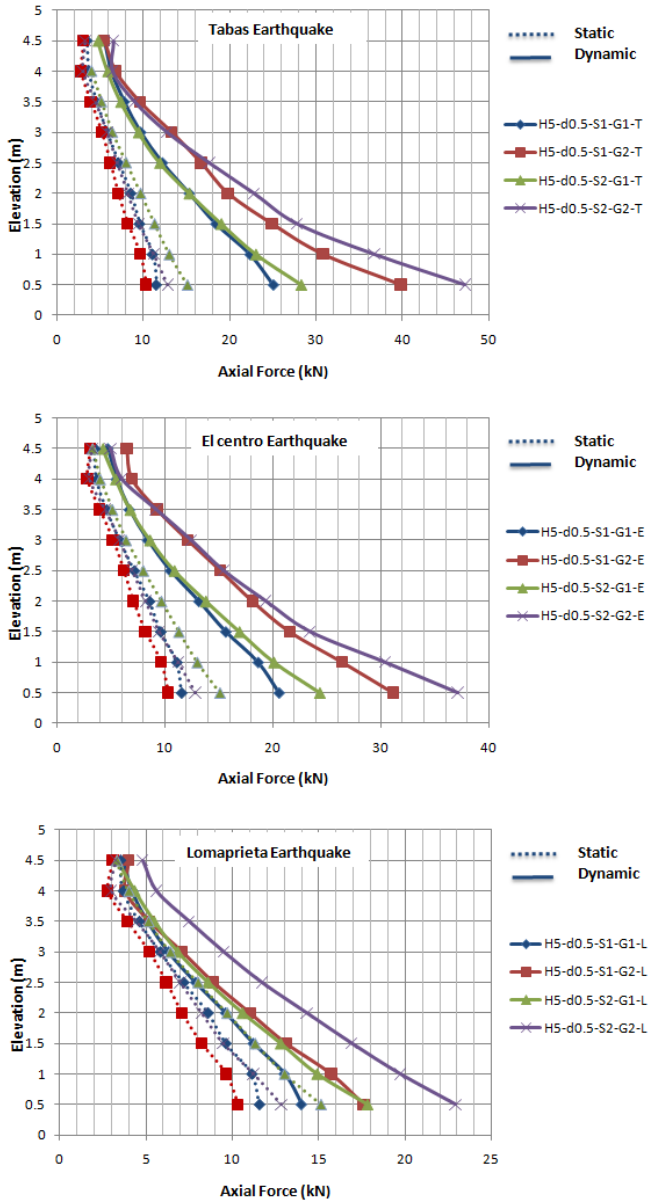 Tabas Earthquake
Static
Dynamic
5
4.5
4
3.5
3
2.5
2
1.5
1
0.5
0
Elevation (m)
H5-d0.5-S1-G1-T
H5-d0.5-S1-G2-T
H5-d0.5-S2-G1-T
H5-d0.5-S2-G2-T
0 10 20 30 40 50
Axial Force (kN)
El centro Earthquake
Static
Dynamic
5
4.5
4
3.5
3
2.5
2
1.5
1
0.5
0
Elevation (m)
H5-d0.5-S1-G1-E
H5-d0.5-S1-G2-E
H5-d0.5-S2-G1-E
H5-d0.5-S2-G2-E
0 10 20 30 40
Axial Force (kN)
Lomaprieta Earthquake
Static
Dynamic
5
4.5
4
3.5
3
2.5
2
1.5
1
0.5
0
Elevation (m)
H5-d0.5-S1-G1-L
H5-d0.5-S1-G2-L
H5-d0.5-S2-G1-L
H5-d0.5-S2-G2-L
0 5 10 15 20 25
Axial Force (kN)